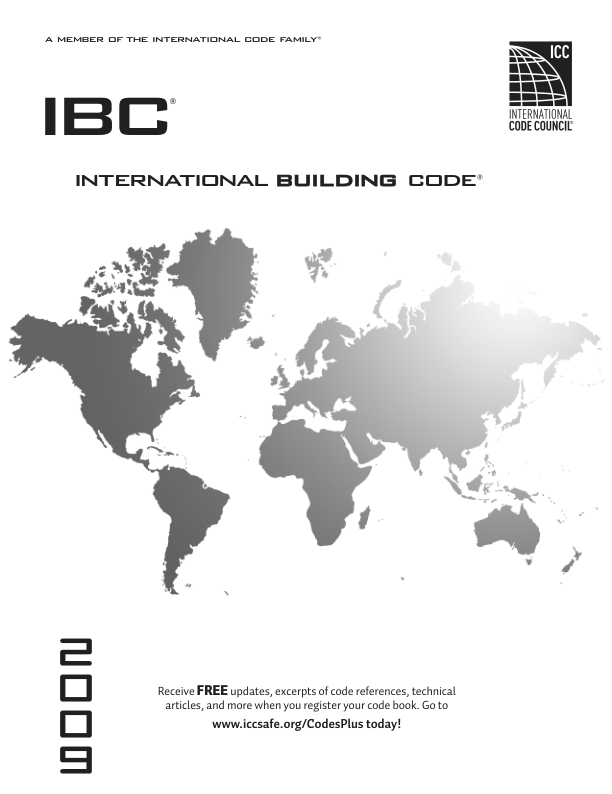 A MEMBER OF THE INTERNATIONAL CODE FAMILY®
ICC
INTERNATIONAL
CODE COUNCIL®
IBC®
INTERNATIONAL BUILDING CODE®
2009
Receive FREE updates, excerpts of code references, technical
articles, and more when you register your code book. Go to
www.iccsafe.org/CodesPlus today!